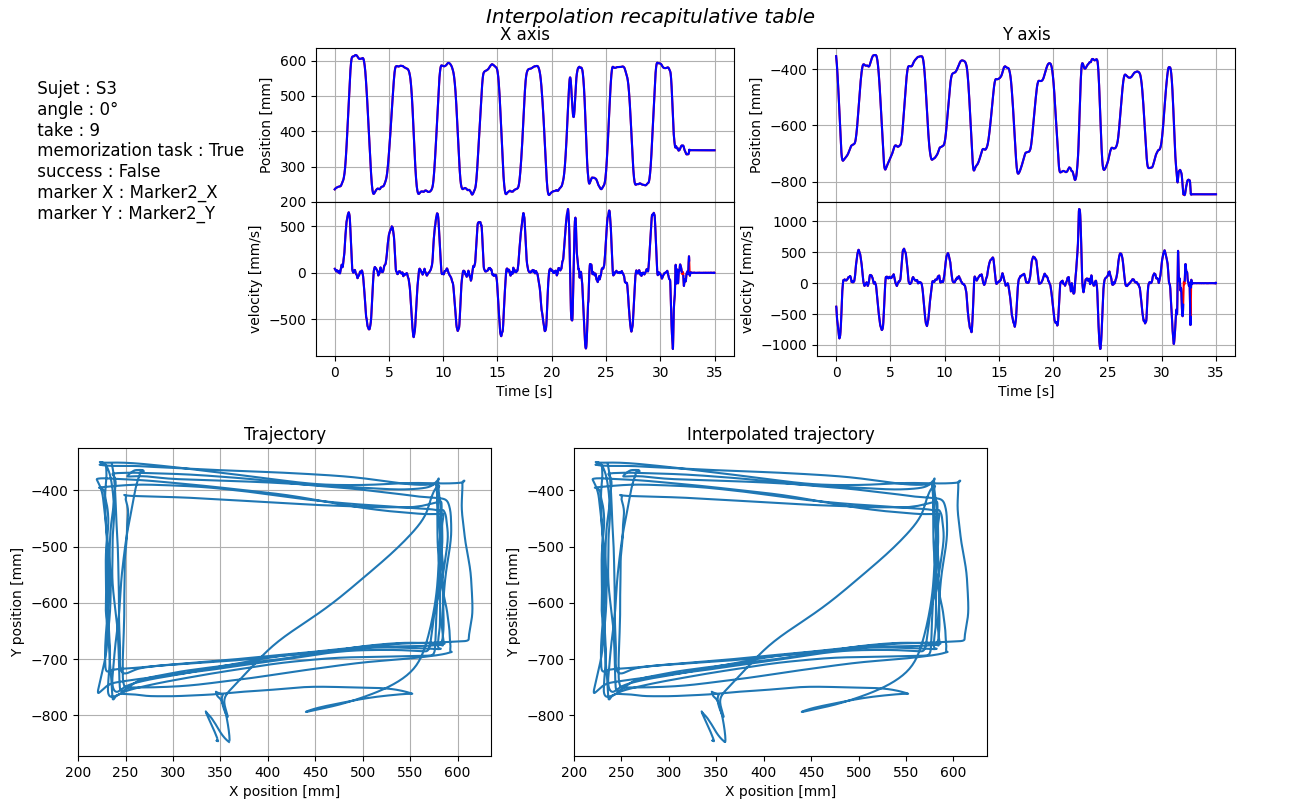 Interpolation recapitulative table
Sujet : S3
angle : 0°
take : 9
memorization task : True
success : False
marker X : Marker2_X
marker Y : Marker2_Y
X axis
Position [mm]
600
500
400
300
200
velocity [mm/s]
500
0
−500
0 5 10 15 20 25 30 35
Time [s]
Y axis
Position [mm]
−400
−600
−800
velocity [mm/s]
1000
500
0
−500
−1000
0 5 10 15 20 25 30 35
Time [s]
Trajectory
Y position [mm]
−400
−500
−600
−700
−800
200 250 300 350 400 450 500 550 600
X position [mm]
Interpolated trajectory
Y position [mm]
−400
−500
−600
−700
−800
200 250 300 350 400 450 500 550 600
X position [mm]